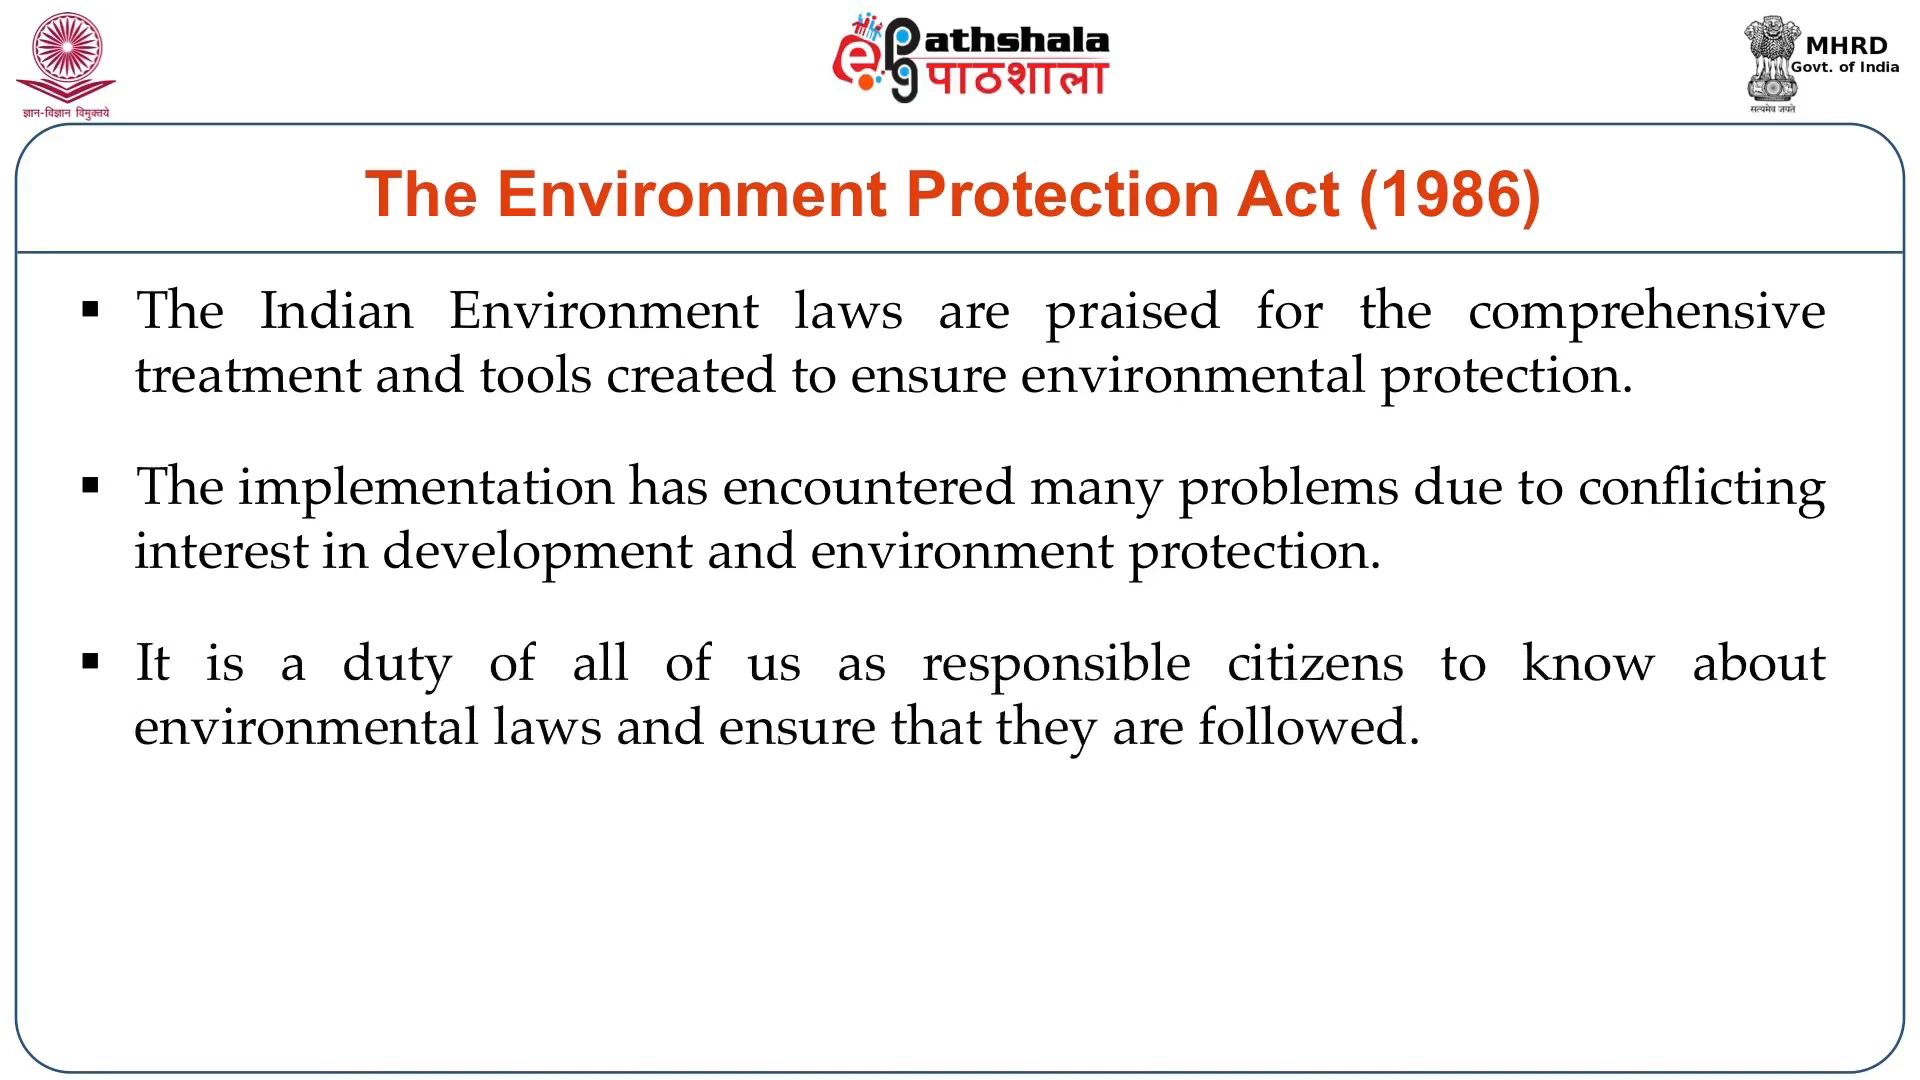 ज्ञान-विज्ञान विमुक्तये
ePathshala
pg पाठशाला
MHRD
Govt. of India
सत्यमेव जयते
The Environment Protection Act (1986)
▪ The Indian Environment laws are praised for the comprehensive
treatment and tools created to ensure environmental protection.
▪ The implementation has encountered many problems due to conflicting
interest in development and environment protection.
▪ It is a duty of all of us as responsible citizens to know about
environmental laws and ensure that they are followed.